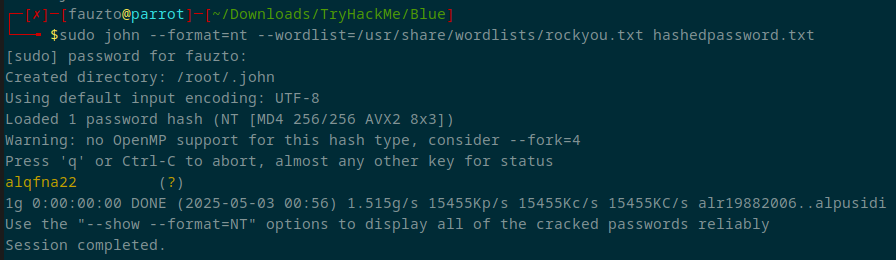 ┌─[✗]─[fauzto@parrot]─[~/Downloads/TryHackMe/Blue]
└──╼ $sudo john --format=nt --wordlist=/usr/share/wordlists/rockyou.txt hashedpassword.txt
[sudo] password for fauzto:
Created directory: /root/.john
Using default input encoding: UTF-8
Loaded 1 password hash (NT [MD4 256/256 AVX2 8x3])
Warning: no OpenMP support for this hash type, consider --fork=4
Press 'q' or Ctrl-C to abort, almost any other key for status
alqfna22         (?)
1g 0:00:00:00 DONE (2025-05-03 00:56) 1.515g/s 15455Kp/s 15455Kc/s 15455KC/s alr19882006..alpusidi
Use the "--show --format=NT" options to display all of the cracked passwords reliably
Session completed.